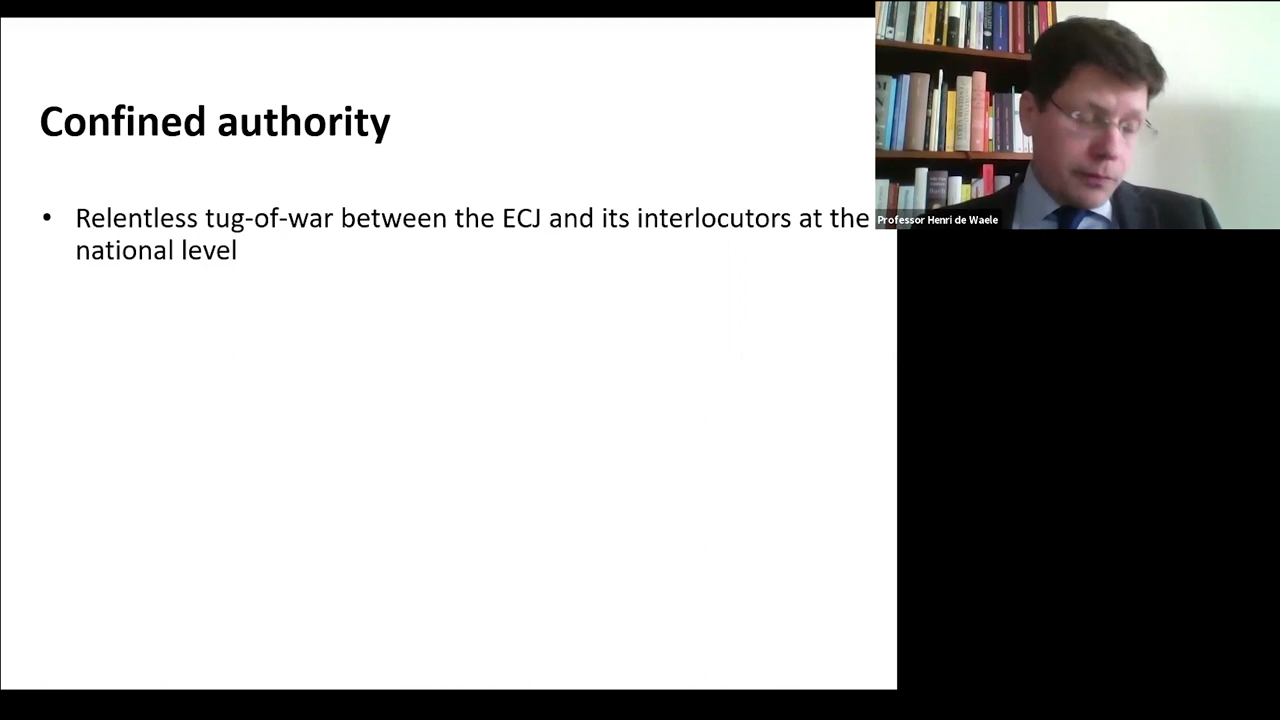 Confined authority
• Relentless tug-of-war between the ECJ and its interlocutors at the
national level
Professor Henri de Waele